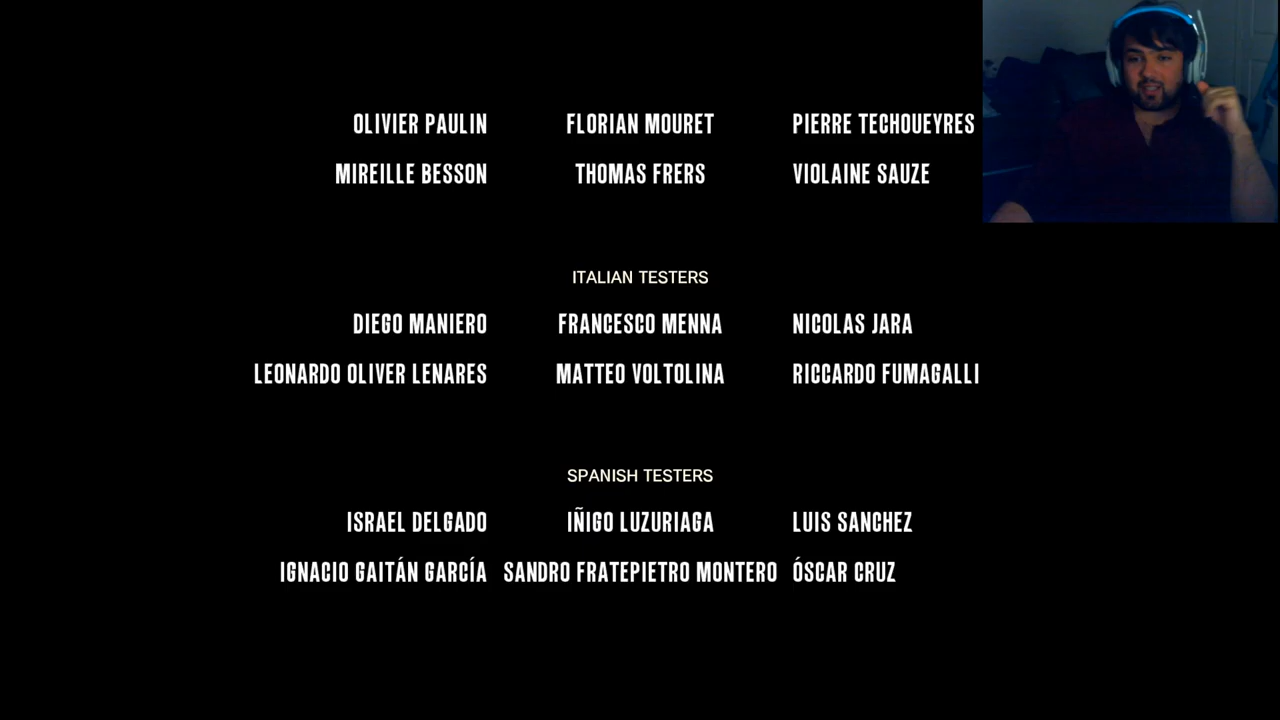 OLIVIER PAULIN FLORIAN MOURET PIERRE TECHOUEYRES
MIREILLE BESSON THOMAS FRERS VIOLAINE SAUZE
ITALIAN TESTERS
DIEGO MANIERO FRANCESCO MENNA NICOLAS JARA
LEONARDO OLIVER LENARES MATTEO VOLTOLINA RICCARDO FUMAGALLI
SPANISH TESTERS
ISRAEL DELGADO IÑIGO LUZURIAGA LUIS SANCHEZ
IGNACIO GAITÁN GARCÍA SANDRO FRATEPIETRO MONTERO ÓSCAR CRUZ